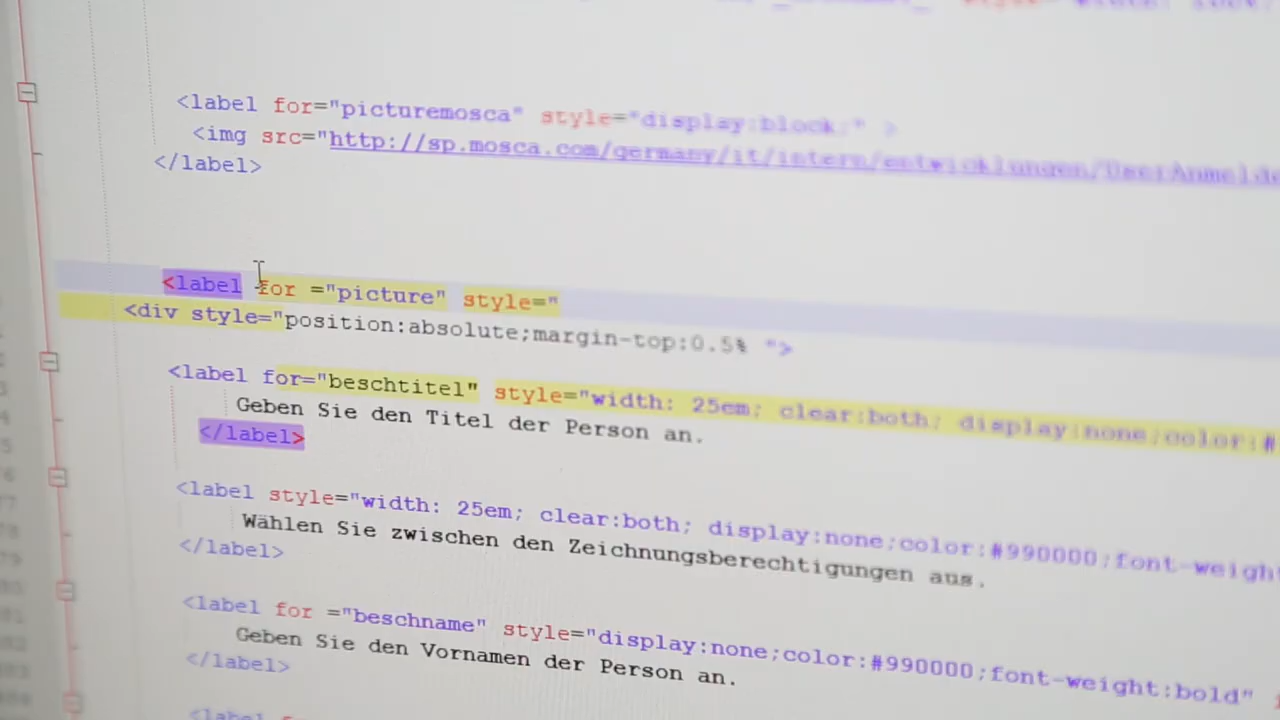 <label for="picturemosca" style="display:block;" >
<img src="http://sp.mosca.com/germany/it/intern/entwicklungen/UserAnmelde
</label>
<label for ="picture" style="
<div style="position:absolute;margin-top:0.5% ">
<label for="beschtitel" style="width: 25em; clear:both; display:none;color:#
Geben Sie den Titel der Person an.
</label>
<label style="width: 25em; clear:both; display:none;color:#990000;font-weigh
Wählen Sie zwischen den Zeichnungsberechtigungen aus.
</label>
<label for ="beschname" style="display:none;color:#990000;font-weight:bold"
Geben Sie den Vornamen der Person an.
</label>
<label